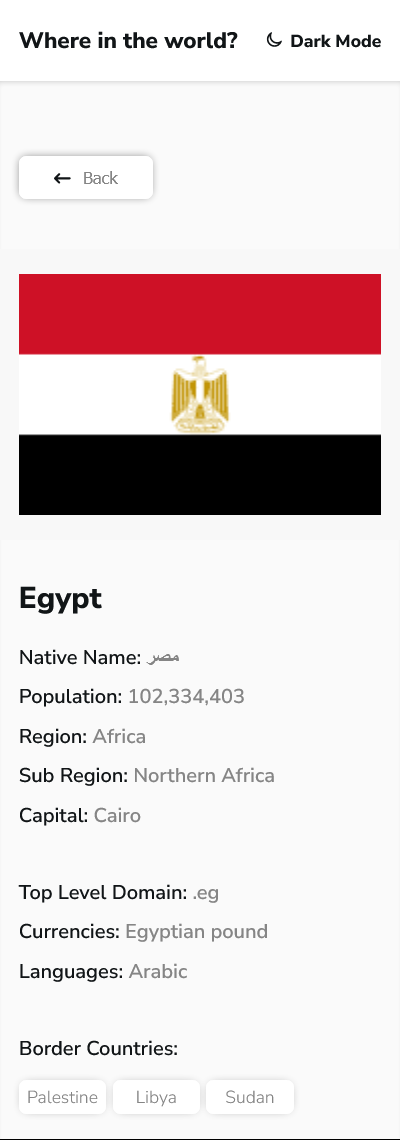 Where in the world? Dark Mode
Back
Egypt
Native Name: مصر
Population: 102,334,403
Region: Africa
Sub Region: Northern Africa
Capital: Cairo
Top Level Domain: .eg
Currencies: Egyptian pound
Languages: Arabic
Border Countries:
Palestine Libya Sudan